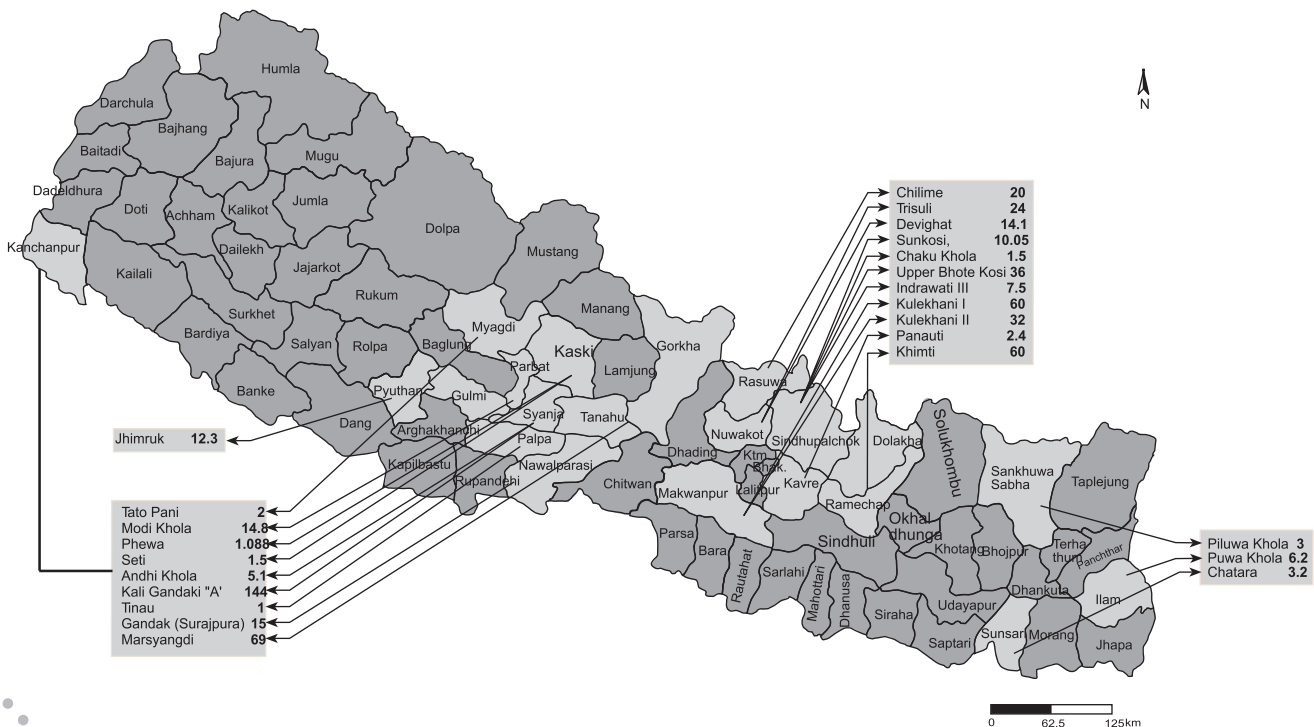 Humla
Darchula
Bajhang
Baitadi
Bajura
Mugu
Dadeldhura
Doti
Achham
Kalikot
Jumla
Dolpa
Kanchanpur
Dailekh
Kailali
Jajarkot
Mustang
Rukum
Manang
Surkhet
Bardiya
Salyan
Rolpa
Baglung
Myagdi
Kaski
Gorkha
Parbat
Lamjung
Banke
Pyuthan
Gulmi
Dang
Arghakhandhi
Syanja
Tanahu
Palpa
Kapilbastu
Rupandehi
Nawalparasi
Chitwan
Rasuwa
Nuwakot
Dhading
Sindhupalchok
Dolakha
Ktm.
Bhak.
Lalitpur
Kavre
Makwanpur
Ramechap
Solukhombu
Sankhuwa
Sabha
Taplejung
Parsa
Bara
Rautahat
Sarlahi
Sindhuli
Okhal
dhunga
Khotang
Bhojpur
Terha
thum
Panchthar
Mahottari
Dhanusa
Siraha
Udayapur
Saptari
Dhankuta
Sunsari
Morang
Ilam
Jhapa
N
Chilime 20
Trisuli 24
Devighat 14.1
Sunkosi, 10.05
Chaku Khola 1.5
Upper Bhote Kosi 36
Indrawati III 7.5
Kulekhani I 60
Kulekhani II 32
Panauti 2.4
Khimti 60
Jhimruk 12.3
Tato Pani 2
Modi Khola 14.8
Phewa 1.088
Seti 1.5
Andhi Khola 5.1
Kali Gandaki "A' 144
Tinau 1
Gandak (Surajpura) 15
Marsyangdi 69
Piluwa Khola 3
Puwa Khola 6.2
Chatara 3.2
0 62.5 125km